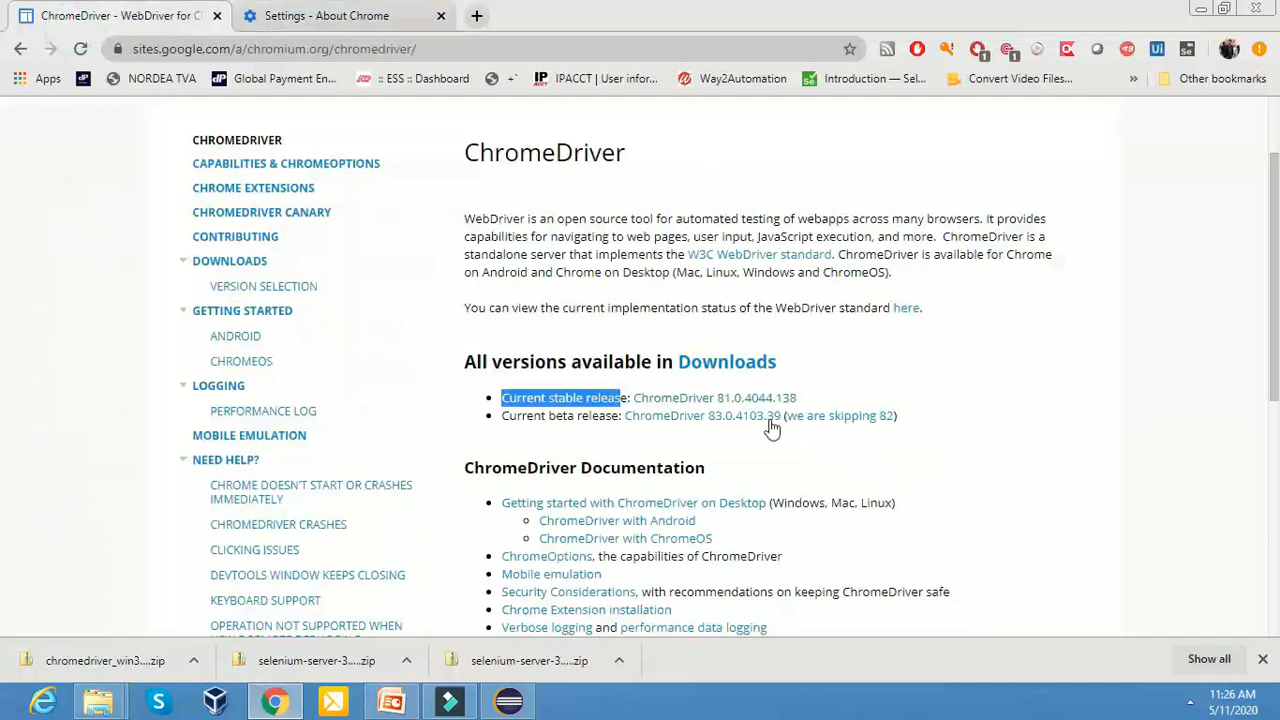 ChromeDriver - WebDriver for C
Settings - About Chrome
sites.google.com/a/chromium.org/chromedriver/
Apps
NORDEA TVA
Global Payment En...
:: ESS :: Dashboard
IPACCT | User infor...
Way2Automation
Introduction — Sel...
Convert Video Files...
Other bookmarks
CHROMEDRIVER
CAPABILITIES & CHROMEOPTIONS
CHROME EXTENSIONS
CHROMEDRIVER CANARY
CONTRIBUTING
DOWNLOADS
VERSION SELECTION
GETTING STARTED
ANDROID
CHROMEOS
LOGGING
PERFORMANCE LOG
MOBILE EMULATION
NEED HELP?
CHROME DOESN'T START OR CRASHES
IMMEDIATELY
CHROMEDRIVER CRASHES
CLICKING ISSUES
DEVTOOLS WINDOW KEEPS CLOSING
KEYBOARD SUPPORT
OPERATION NOT SUPPORTED WHEN
ChromeDriver
WebDriver is an open source tool for automated testing of webapps across many browsers. It provides
capabilities for navigating to web pages, user input, JavaScript execution, and more. ChromeDriver is a
standalone server that implements the W3C WebDriver standard. ChromeDriver is available for Chrome
on Android and Chrome on Desktop (Mac, Linux, Windows and ChromeOS).
You can view the current implementation status of the WebDriver standard here.
All versions available in Downloads
• Current stable release: ChromeDriver 81.0.4044.138
• Current beta release: ChromeDriver 83.0.4103.39 (we are skipping 82)
ChromeDriver Documentation
• Getting started with ChromeDriver on Desktop (Windows, Mac, Linux)
ChromeDriver with Android
ChromeDriver with ChromeOS
• ChromeOptions, the capabilities of ChromeDriver
• Mobile emulation
• Security Considerations, with recommendations on keeping ChromeDriver safe
• Chrome Extension installation
• Verbose logging and performance data logging
chromedriver_win3....zip
selenium-server-3....zip
selenium-server-3....zip
Show all
11:26 AM
5/11/2020